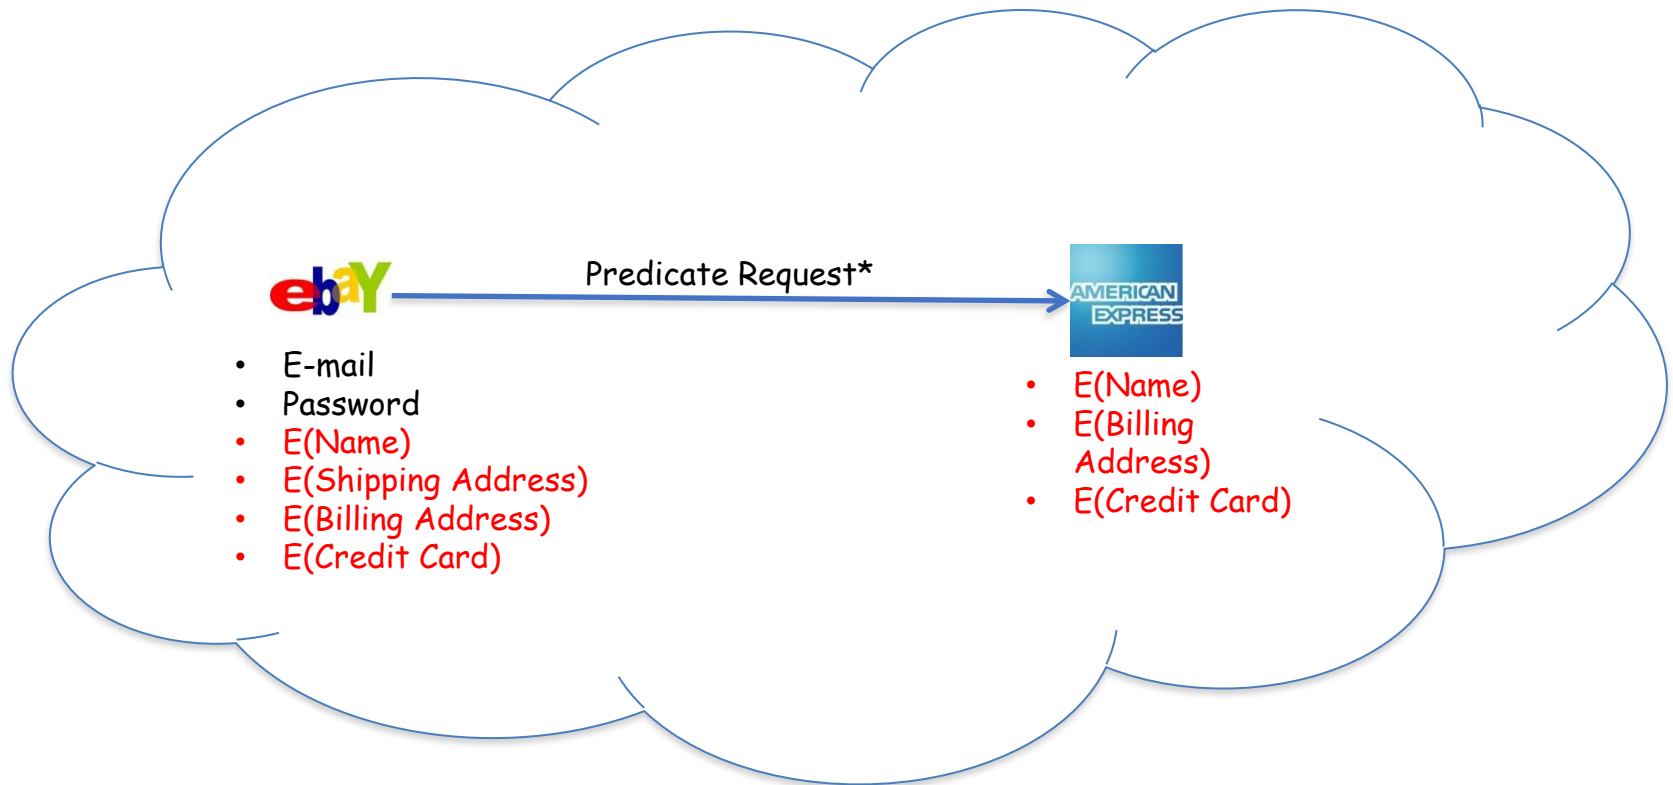 ebaY
Predicate Request*
AMERICAN
EXPRESS
• E-mail
• Password
• E(Name)
• E(Shipping Address)
• E(Billing Address)
• E(Credit Card)
• E(Name)
• E(Billing
Address)
• E(Credit Card)